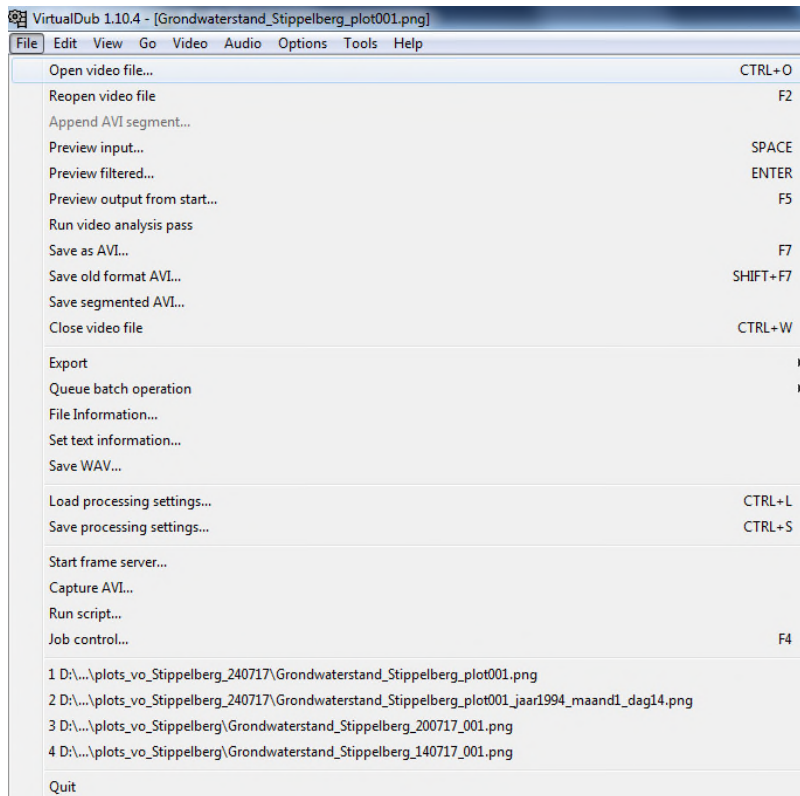 VirtualDub 1.10.4 - [Grondwaterstand_Stippelberg_plot001.png]
File Edit View Go Video Audio Options Tools Help
Open video file... CTRL+O
Reopen video file F2
Append AVI segment...
Preview input... SPACE
Preview filtered... ENTER
Preview output from start... F5
Run video analysis pass
Save as AVI... F7
Save old format AVI... SHIFT+F7
Save segmented AVI...
Close video file CTRL+W
Export
Queue batch operation
File Information...
Set text information...
Save WAV...
Load processing settings... CTRL+L
Save processing settings... CTRL+S
Start frame server...
Capture AVI...
Run script...
Job control... F4
1 D:\...\plots_vo_Stippelberg_240717\Grondwaterstand_Stippelberg_plot001.png
2 D:\...\plots_vo_Stippelberg_240717\Grondwaterstand_Stippelberg_plot001_jaar1994_maand1_dag14.png
3 D:\...\plots_vo_Stippelberg\Grondwaterstand_Stippelberg_200717_001.png
4 D:\...\plots_vo_Stippelberg\Grondwaterstand_Stippelberg_140717_001.png
Quit